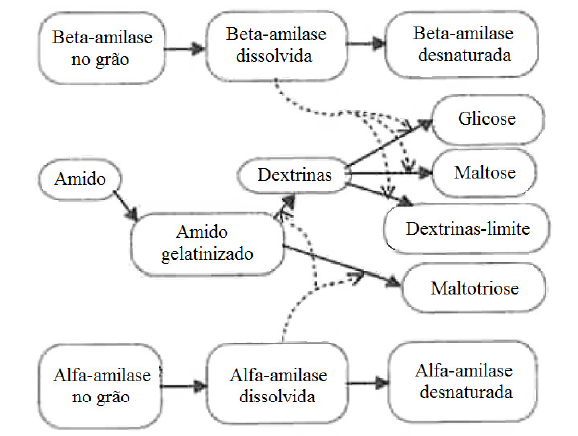 Beta-amilase
no grão
Beta-amilase
dissolvida
Beta-amilase
desnaturada
Glicose
Amido
Dextrinas
Maltose
Amido
gelatinizado
Dextrinas-limite
Maltotriose
Alfa-amilase
no grão
Alfa-amilase
dissolvida
Alfa-amilase
desnaturada